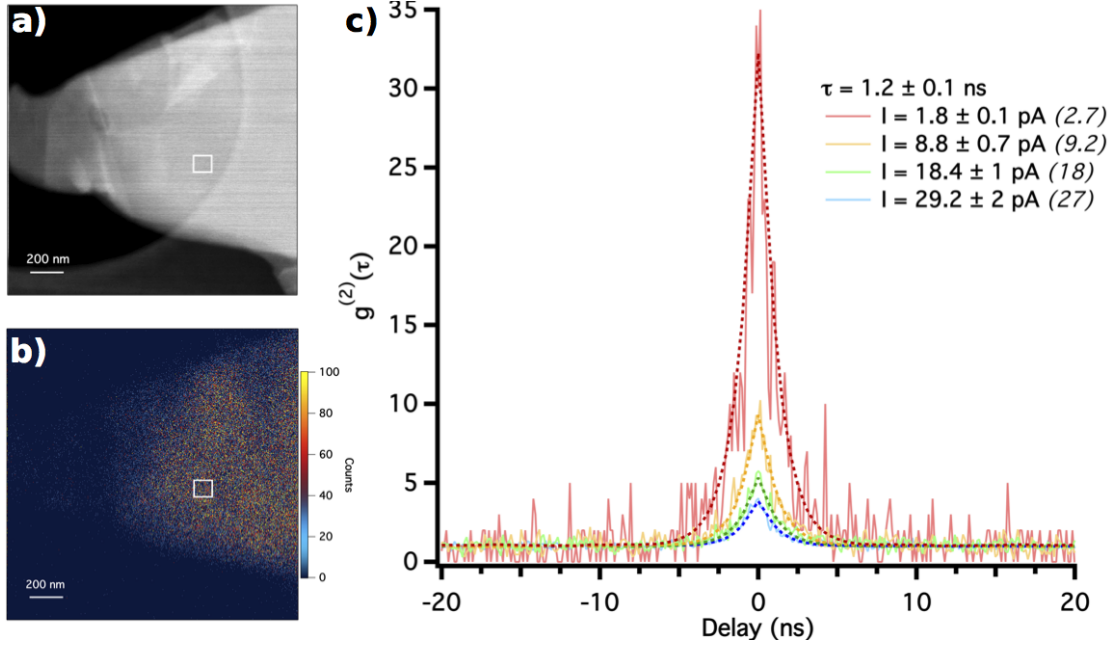 a)
200 nm
b)
100
80
60
40
20
0
Counts
200 nm
c)
35
30
25
20
15
10
5
0
g(2)(τ)
τ = 1.2 ± 0.1 ns
I = 1.8 ± 0.1 pA (2.7)
I = 8.8 ± 0.7 pA (9.2)
I = 18.4 ± 1 pA (18)
I = 29.2 ± 2 pA (27)
-20 -10 0 10 20
Delay (ns)